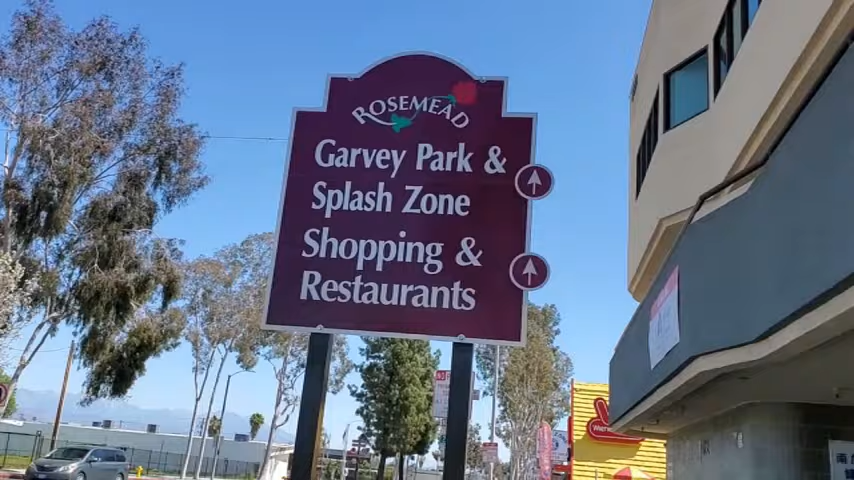 ROSEMEAD
Garvey Park &
Splash Zone
Shopping &
Restaurants